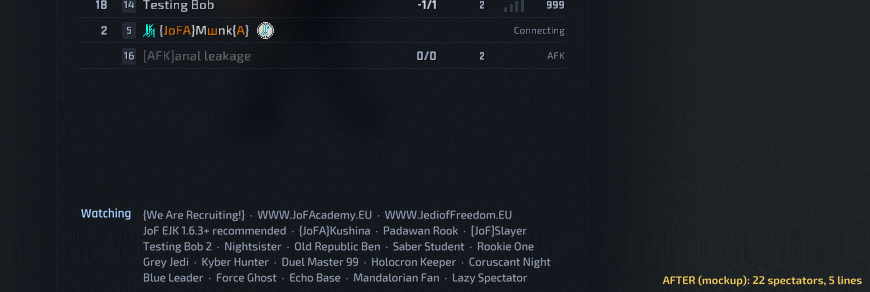 18 14 Testing Bob -1/1 2 999
2 5 {JoFA}Mшnk{A} Connecting
16 [AFK]anal leakage 0/0 2 AFK
Watching {We Are Recruiting!} · WWW.JoFAcademy.EU · WWW.JediofFreedom.EU
JoF EJK 1.6.3+ recommended · {JoFA}Kushina · Padawan Rook · [JoF]Slayer
Testing Bob 2 · Nightsister · Old Republic Ben · Saber Student · Rookie One
Grey Jedi · Kyber Hunter · Duel Master 99 · Holocron Keeper · Coruscant Night
Blue Leader · Force Ghost · Echo Base · Mandalorian Fan · Lazy Spectator
AFTER (mockup): 22 spectators, 5 lines